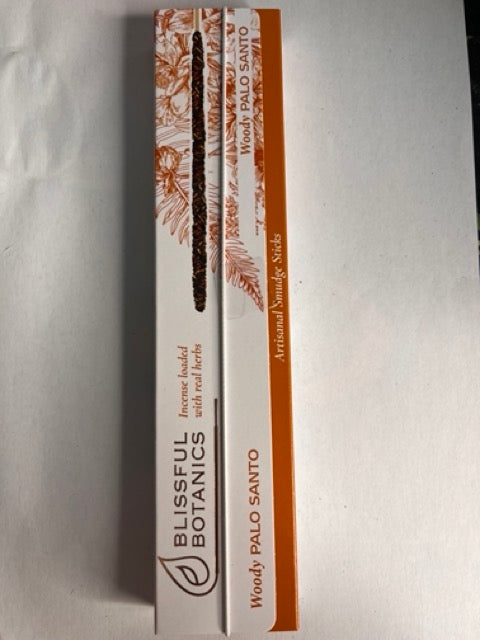 BLISSFUL
BOTANICS
Incense loaded
with real herbs
Woody PALO SANTO
Woody PALO SANTO
Artisanal Smudge Sticks